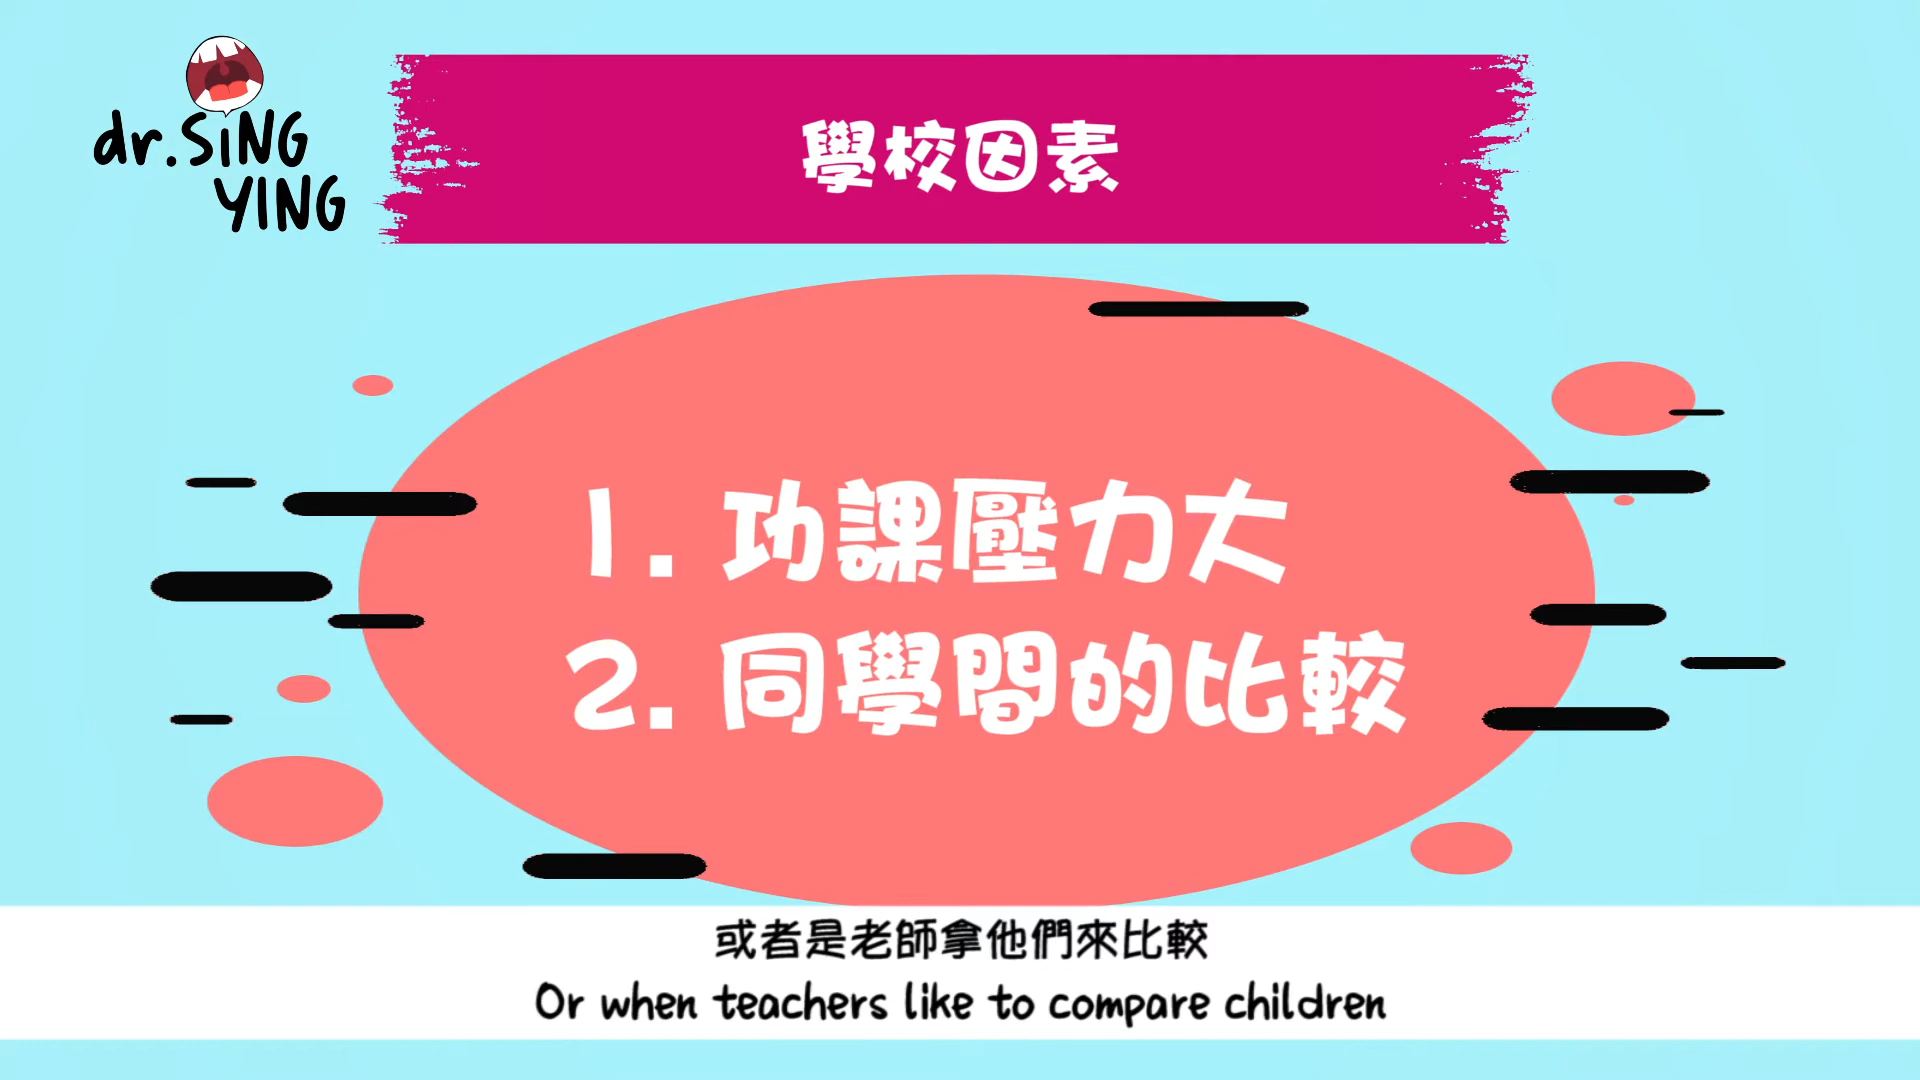 dr.SiNG
YING
學校因素
1. 功課壓力大
2. 同學間的比較
或者是老師拿他們來比較
Or when teachers like to compare children